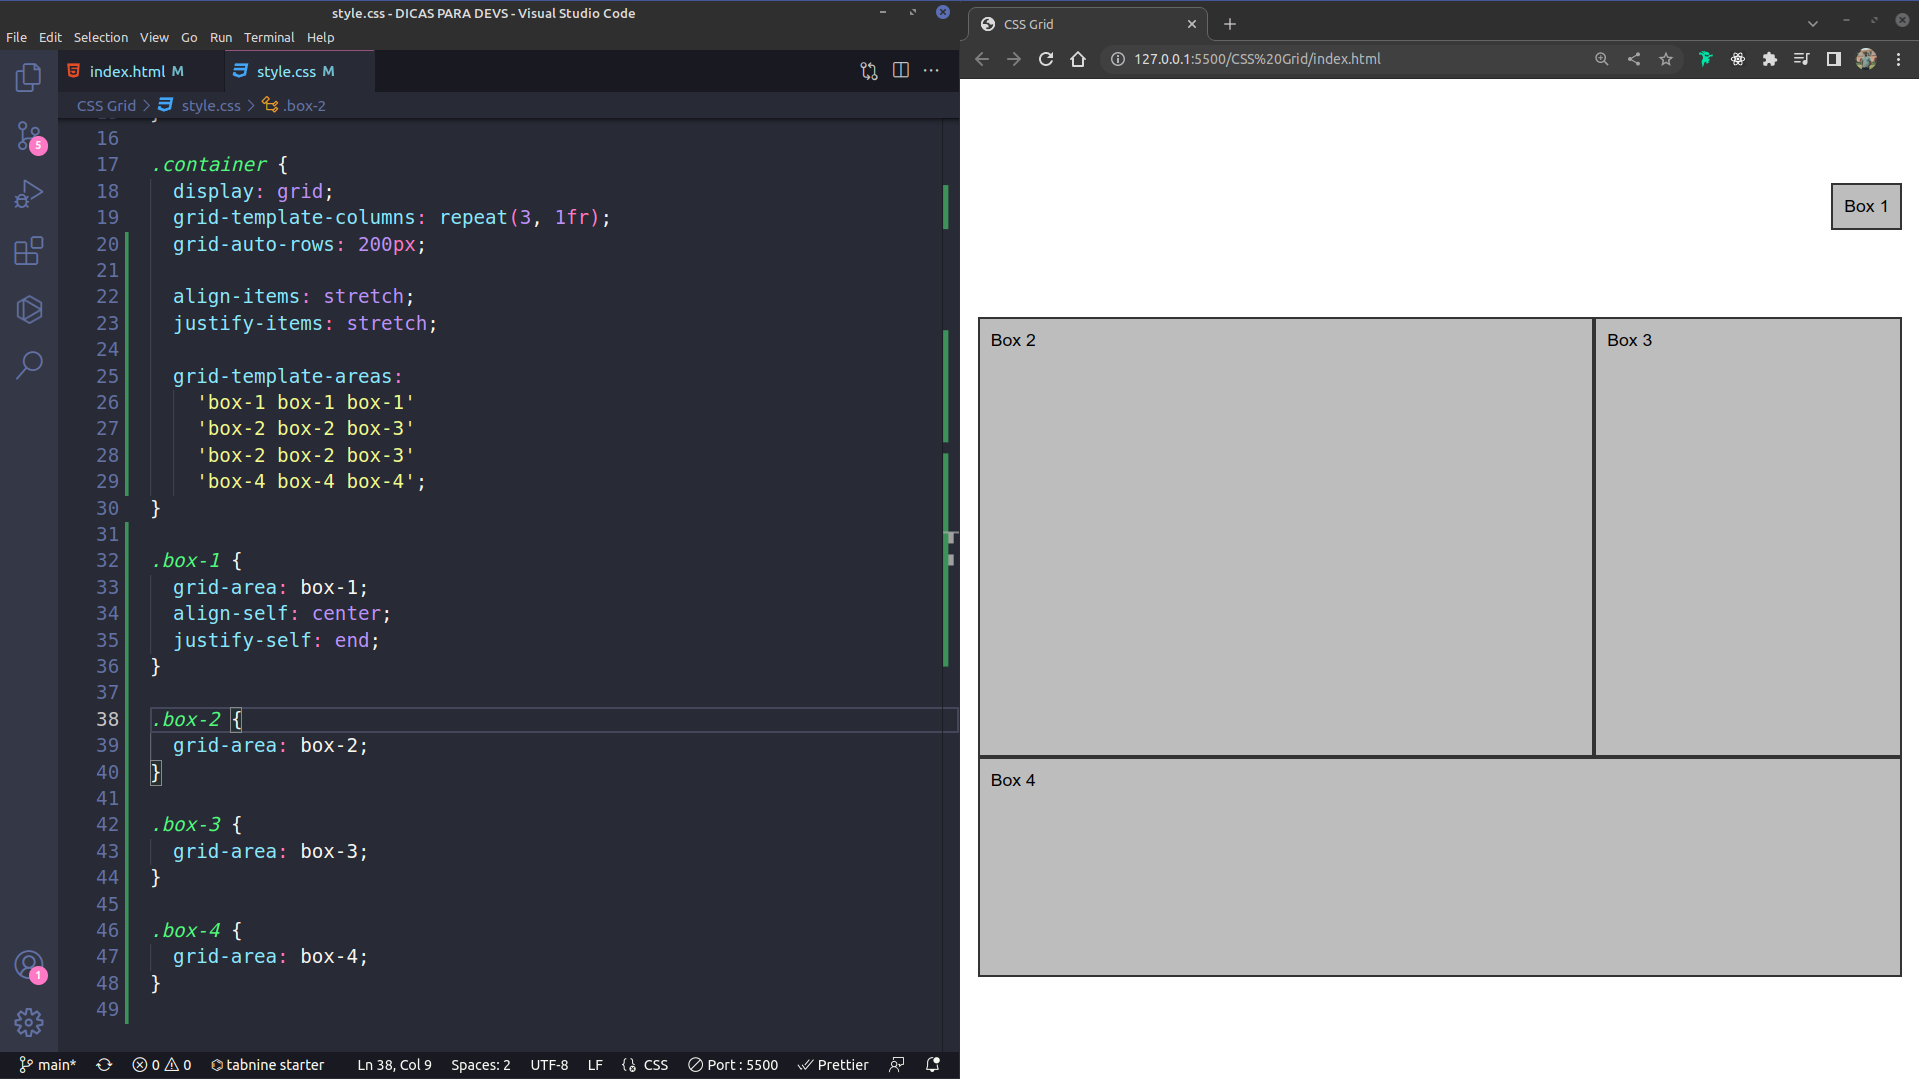 style.css - DICAS PARA DEVS - Visual Studio Code
File Edit Selection View Go Run Terminal Help
index.html M
style.css M
CSS Grid > style.css > .box-2
16
17 .container {
18 display: grid;
19 grid-template-columns: repeat(3, 1fr);
20 grid-auto-rows: 200px;
21
22 align-items: stretch;
23 justify-items: stretch;
24
25 grid-template-areas:
26 'box-1 box-1 box-1'
27 'box-2 box-2 box-3'
28 'box-2 box-2 box-3'
29 'box-4 box-4 box-4';
30 }
31
32 .box-1 {
33 grid-area: box-1;
34 align-self: center;
35 justify-self: end;
36 }
37
38 .box-2 {
39 grid-area: box-2;
40 }
41
42 .box-3 {
43 grid-area: box-3;
44 }
45
46 .box-4 {
47 grid-area: box-4;
48 }
49
5
1
main* 0 0 tabnine starter Ln 38, Col 9 Spaces: 2 UTF-8 LF CSS Port : 5500 Prettier
CSS Grid
127.0.0.1:5500/CSS%20Grid/index.html
Box 1
Box 2
Box 3
Box 4